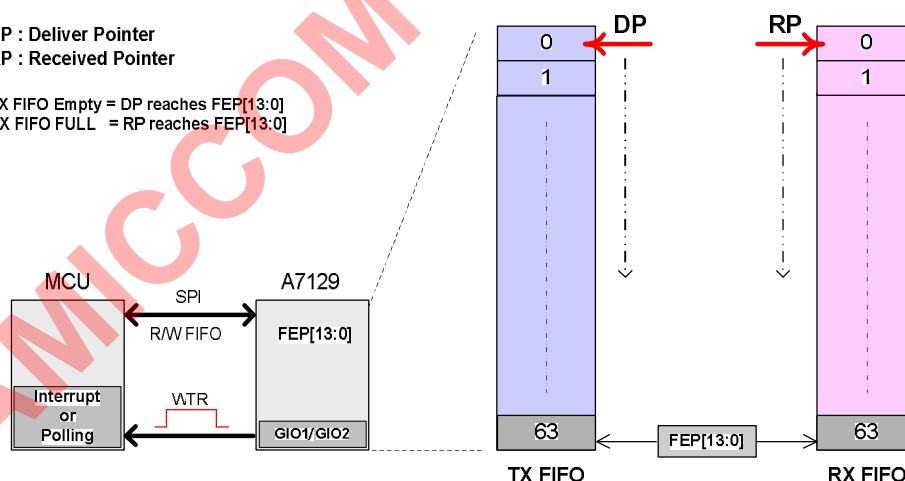 P : Deliver Pointer
P : Received Pointer
X FIFO Empty = DP reaches FEP[13:0]
X FIFO FULL = RP reaches FEP[13:0]
DP
RP
0
0
1
1
MCU
A7129
SPI
R/W FIFO
FEP[13:0]
Interrupt
or
Polling
WTR
GIO1/GIO2
63
63
FEP[13:0]
TX FIFO
RX FIFO
AMICCOM